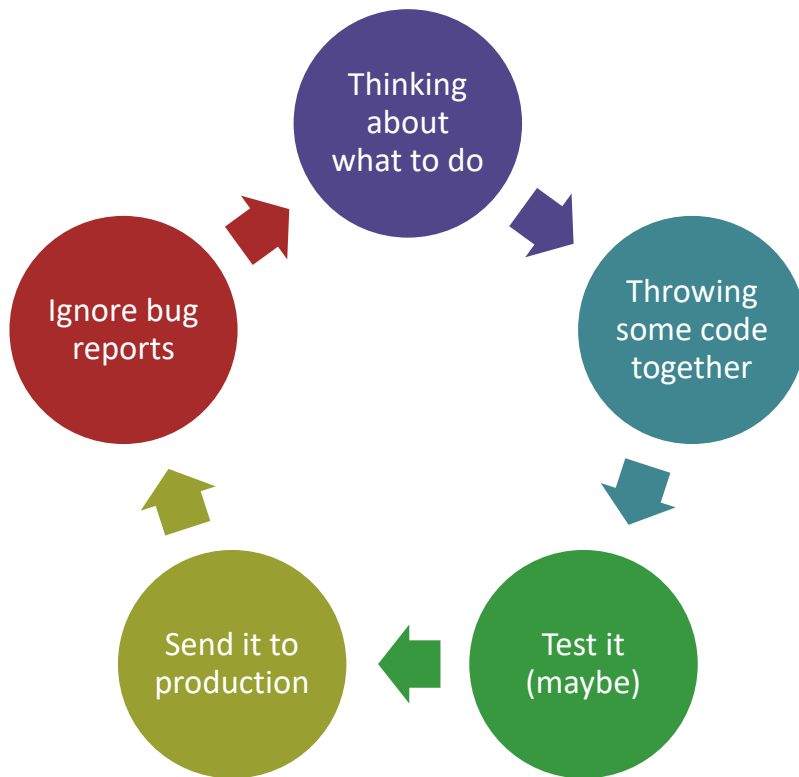 Thinking
about
what to do
Throwing
some code
together
Test it
(maybe)
Send it to
production
Ignore bug
reports